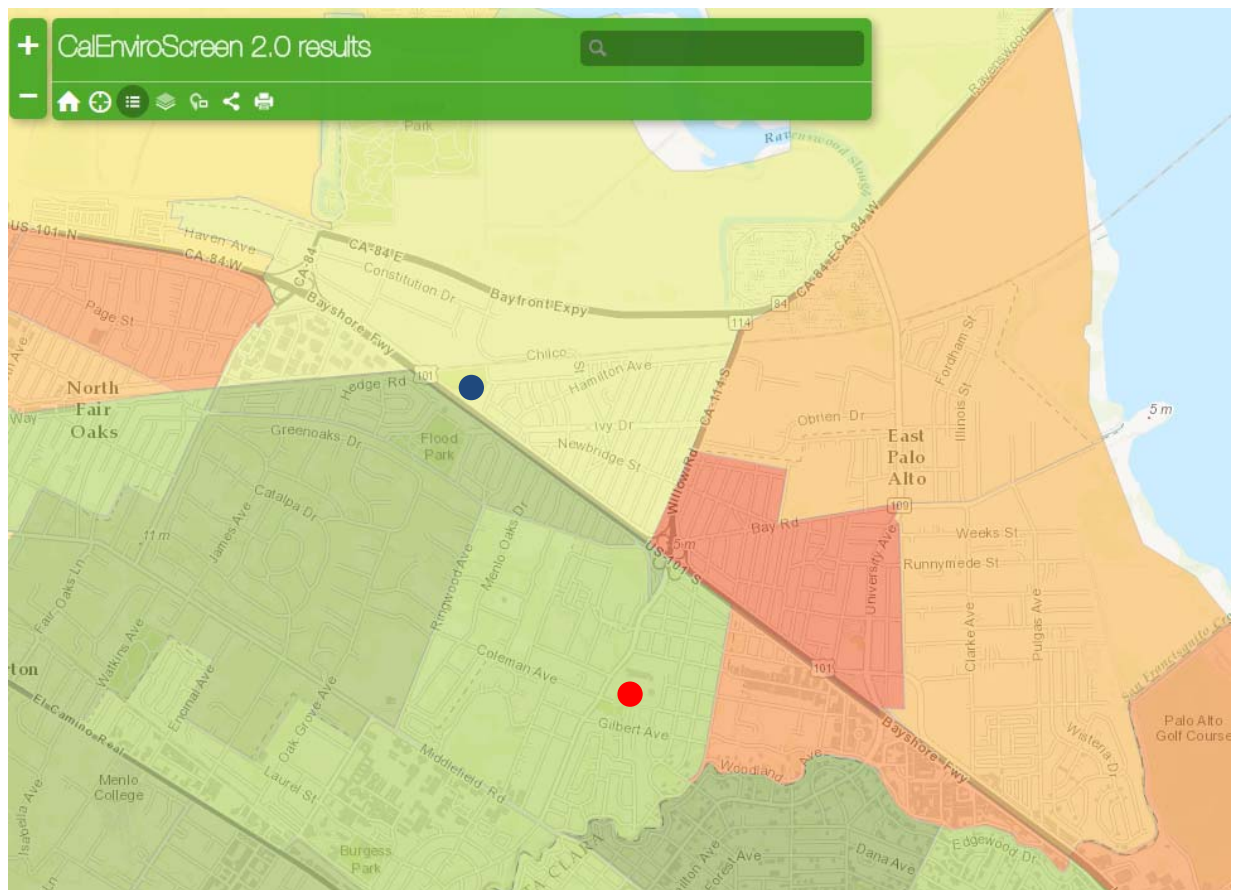 +
CalEnviroScreen 2.0 results
−
Park
Ravenswood
Ravenswood Slough
US-101-N
Haven Ave
CA-84 W
CA-84
CA-84 E
Constitution Dr
Bayfront Expy
CA-84-E
CA-84-W
84
114
Page St
Bayshore Fwy
Chilco
St
Hamilton Ave
CA-114 S
Fordham St
Illinois St
North
Fair
Oaks
Way
Hedge Rd
101
Greenoaks Dr
Flood
Park
Ivy Dr
Newbridge St
Obrien Dr
East
Palo
Alto
5 m
Willow Rd
109
Catalpa Dr
James Ave
11 m
Menlo Oaks Dr
Ringwood Ave
Bay Rd
5 m
US-101-S
University Ave
Weeks St
Runnymede St
Clarke Ave
Pulgas Ave
Fair Oaks Ln
Watkins Ave
Encinal Ave
Oak Grove Ave
Coleman Ave
Gilbert Ave
101
San Francisquito
Palo Alto
Golf Course
ton
El Camino Real
Middlefield Rd
Laurel St
Menlo
College
Woodland
Ave
Bayshore Fwy
Wisteria Dr
Isabella Ave
Burgess
Park
CLARA
Forest Ave
Dana Ave
Edgewood Dr